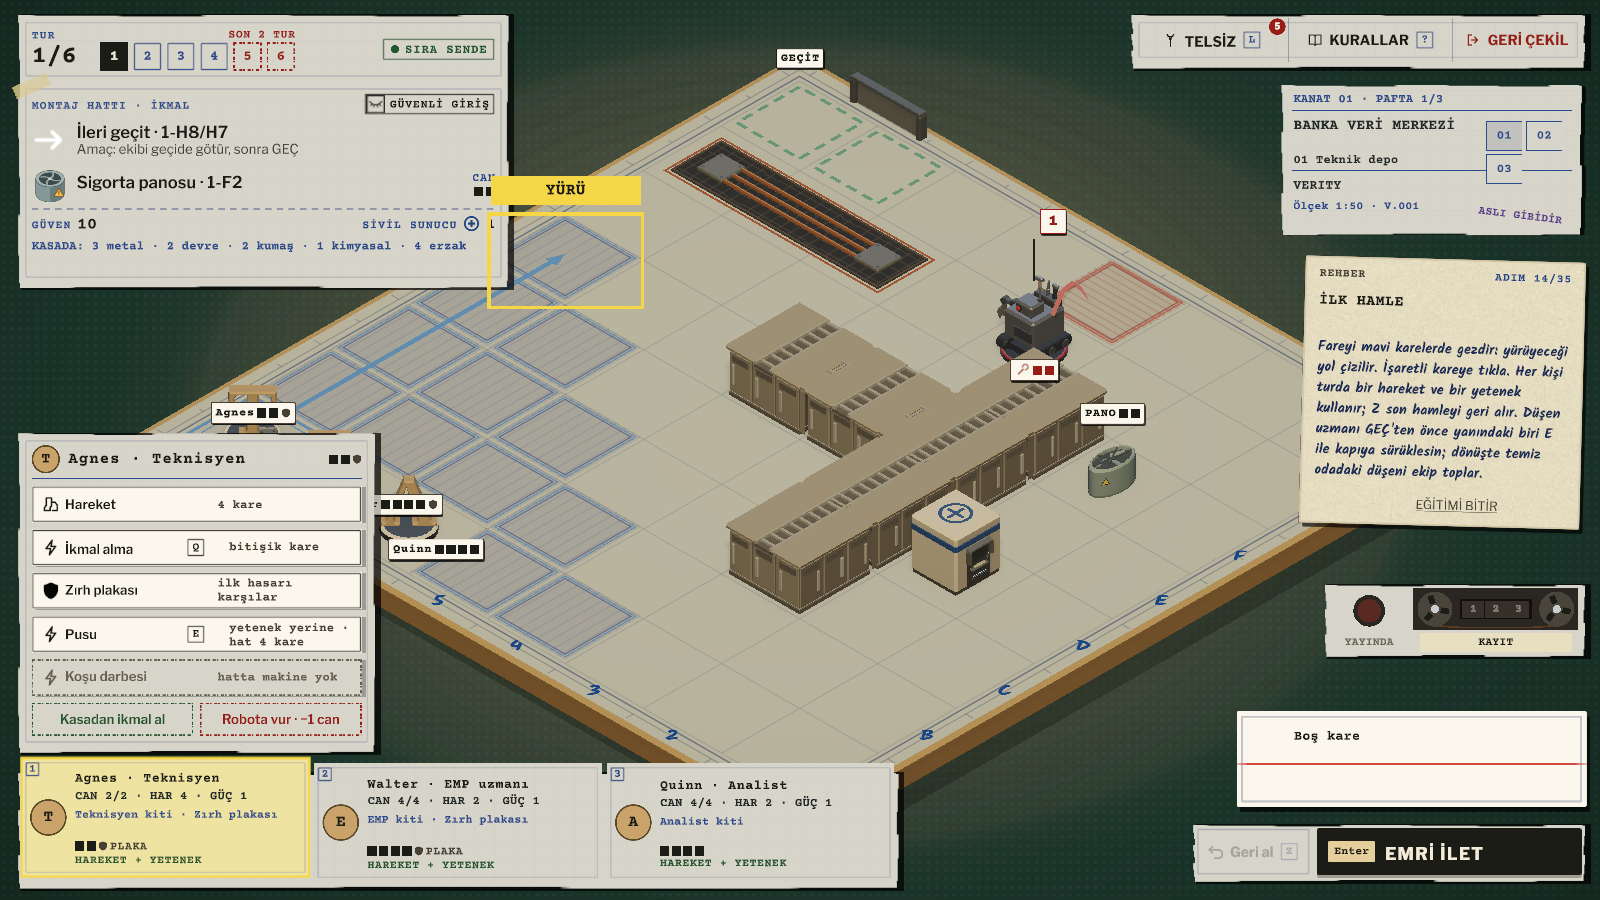 TUR
SON 2 TUR
1/6
1
2
3
4
5
6
SIRA SENDE
MONTAJ HATTI · İKMAL
GÜVENLİ GİRİŞ
İleri geçit · 1-H8/H7
Amaç: ekibi geçide götür, sonra GEÇ
Sigorta panosu · 1-F2
CAN
GÜVEN 10
SİVİL SUNUCU
KASADA: 3 metal · 2 devre · 2 kumaş · 1 kimyasal · 4 erzak
YÜRÜ
GEÇİT
1
PANO
Agnes
Quinn
5
4
3
2
B
C
D
E
F
TELSİZ L
5
KURALLAR ?
GERİ ÇEKİL
KANAT 01 · PAFTA 1/3
BANKA VERİ MERKEZİ
01
02
03
01 Teknik depo
VERITY
Ölçek 1:50 · V.001
ASLI GİBİDİR
REHBER
ADIM 14/35
İLK HAMLE
Fareyi mavi karelerde gezdir: yürüyeceği
yol çizilir. İşaretli kareye tıkla. Her kişi
turda bir hareket ve bir yetenek
kullanır; Z son hamleyi geri alır. Düşen
uzmanı GEÇ'ten önce yanındaki biri E
ile kapıya sürüklesin; dönüşte temiz
odadaki düşeni ekip toplar.
EĞİTİMİ BİTİR
YAYINDA
1 2 3
KAYIT
Boş kare
Geri al Z
Enter EMRİ İLET
T
Agnes · Teknisyen
Hareket
4 kare
İkmal alma
Q
bitişik kare
Zırh plakası
ilk hasarı
karşılar
Pusu
E
yetenek yerine ·
hat 4 kare
Koşu darbesi
hatta makine yok
Kasadan ikmal al
Robota vur · −1 can
1
T
Agnes · Teknisyen
CAN 2/2 · HAR 4 · GÜÇ 1
Teknisyen kiti · Zırh plakası
PLAKA
HAREKET + YETENEK
2
E
Walter · EMP uzmanı
CAN 4/4 · HAR 2 · GÜÇ 1
EMP kiti · Zırh plakası
PLAKA
HAREKET + YETENEK
3
A
Quinn · Analist
CAN 4/4 · HAR 2 · GÜÇ 1
Analist kiti
HAREKET + YETENEK